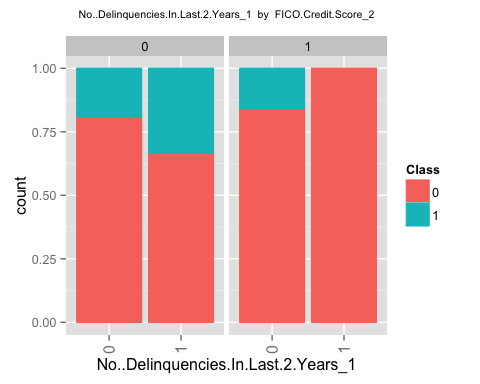 No..Delinquencies.In.Last.2.Years_1 by FICO.Credit.Score_2
0 1
1.00
0.75
0.50
0.25
0.00
count
0 1 0 1
No..Delinquencies.In.Last.2.Years_1
Class
0
1